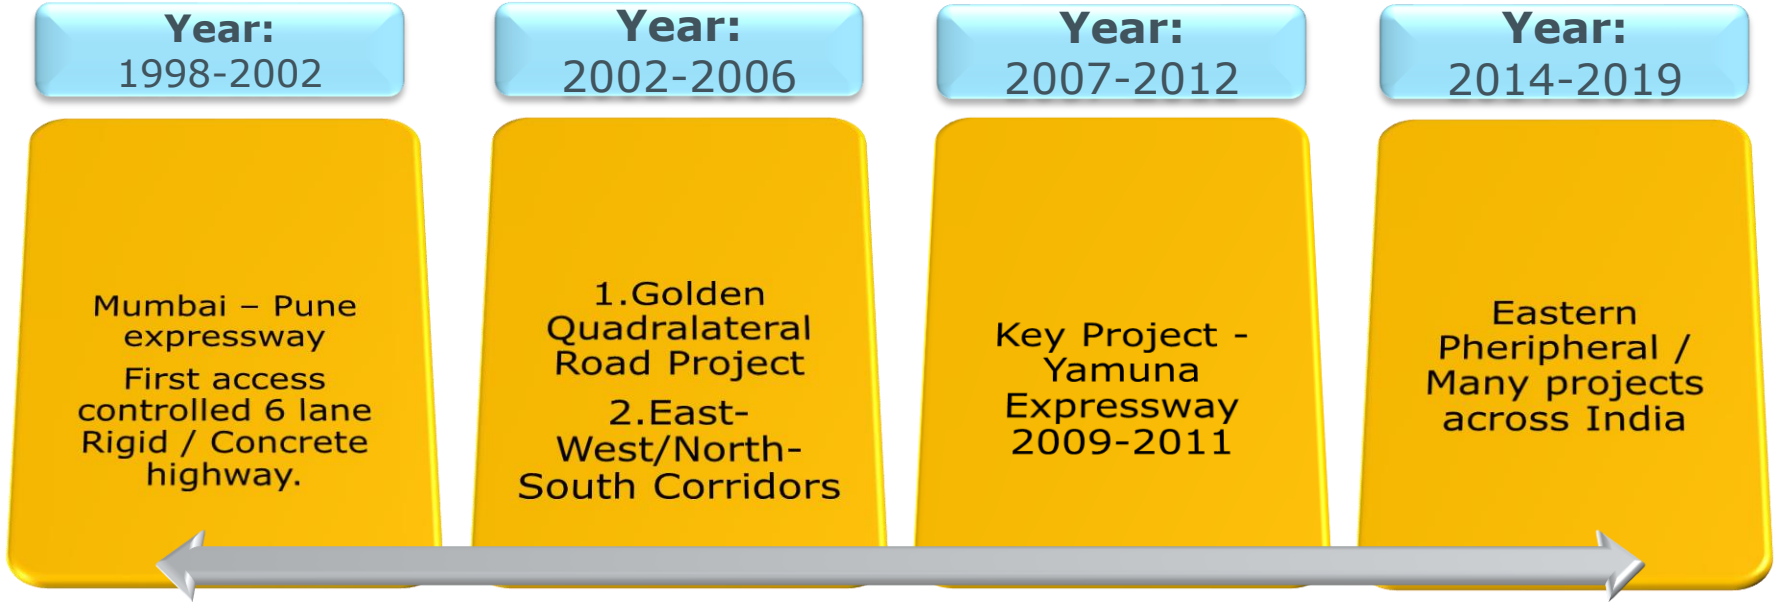 Year:
1998-2002
Year:
2002-2006
Year:
2007-2012
Year:
2014-2019
Mumbai – Pune
expressway
First access
controlled 6 lane
Rigid / Concrete
highway.
1.Golden
Quadralateral
Road Project
2.East-
West/North-
South Corridors
Key Project -
Yamuna
Expressway
2009-2011
Eastern
Pheripheral /
Many projects
across India